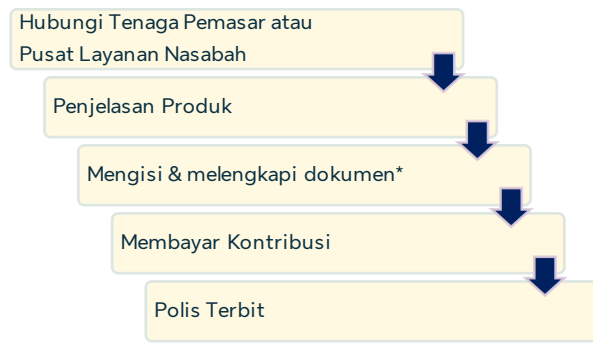 Hubungi Tenaga Pemasar atau
Pusat Layanan Nasabah
Penjelasan Produk
Mengisi & melengkapi dokumen*
Membayar Kontribusi
Polis Terbit